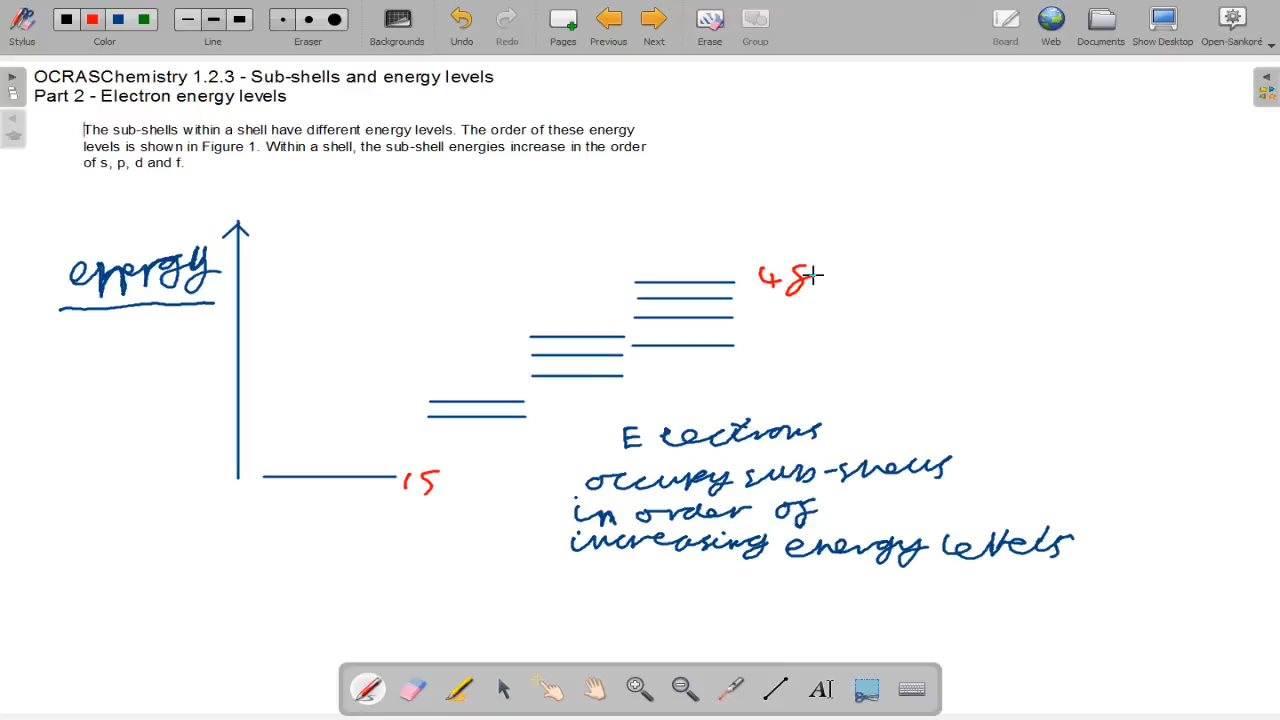 Stylus Color Line Eraser Backgrounds Undo Redo Pages Previous Next Erase Group Board Web Documents Show Desktop Open-Sankoré
OCRASChemistry 1.2.3 - Sub-shells and energy levels
Part 2 - Electron energy levels
The sub-shells within a shell have different energy levels. The order of these energy
levels is shown in Figure 1. Within a shell, the sub-shell energies increase in the order
of s, p, d and f.
energy
4f
1s
Electrons
occupy sub-shells
in order of
increasing energy levels
AI